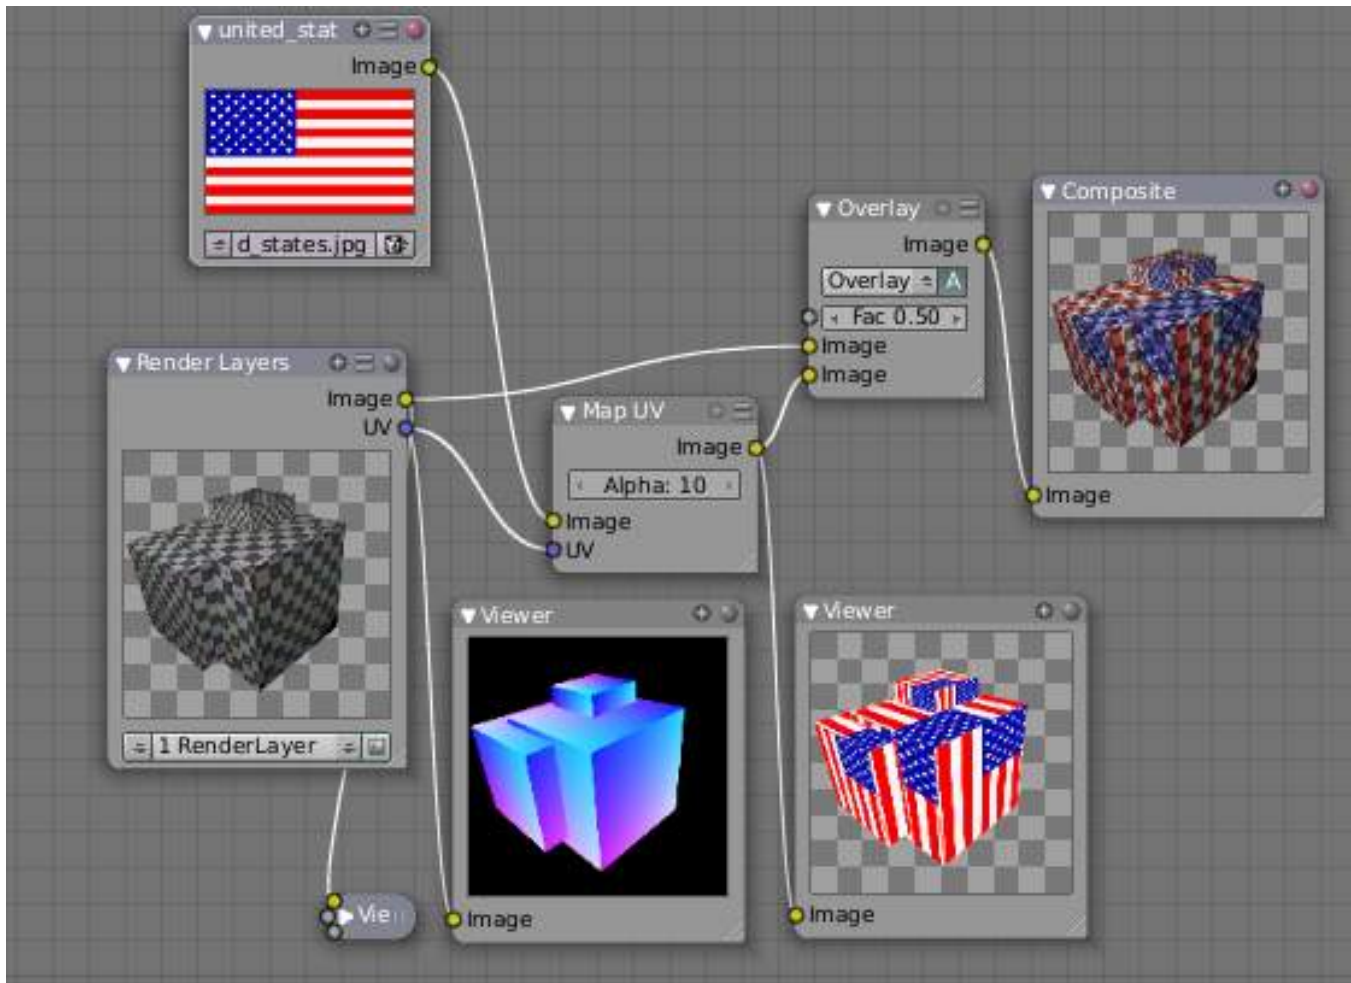 united_stat
Image
d_states.jpg
Render Layers
Image
UV
1 RenderLayer
Vie
Map UV
Image
Alpha: 10
Image
UV
Viewer
Image
Overlay
Image
Overlay
A
Fac 0.50
Image
Image
Viewer
Image
Composite
Image